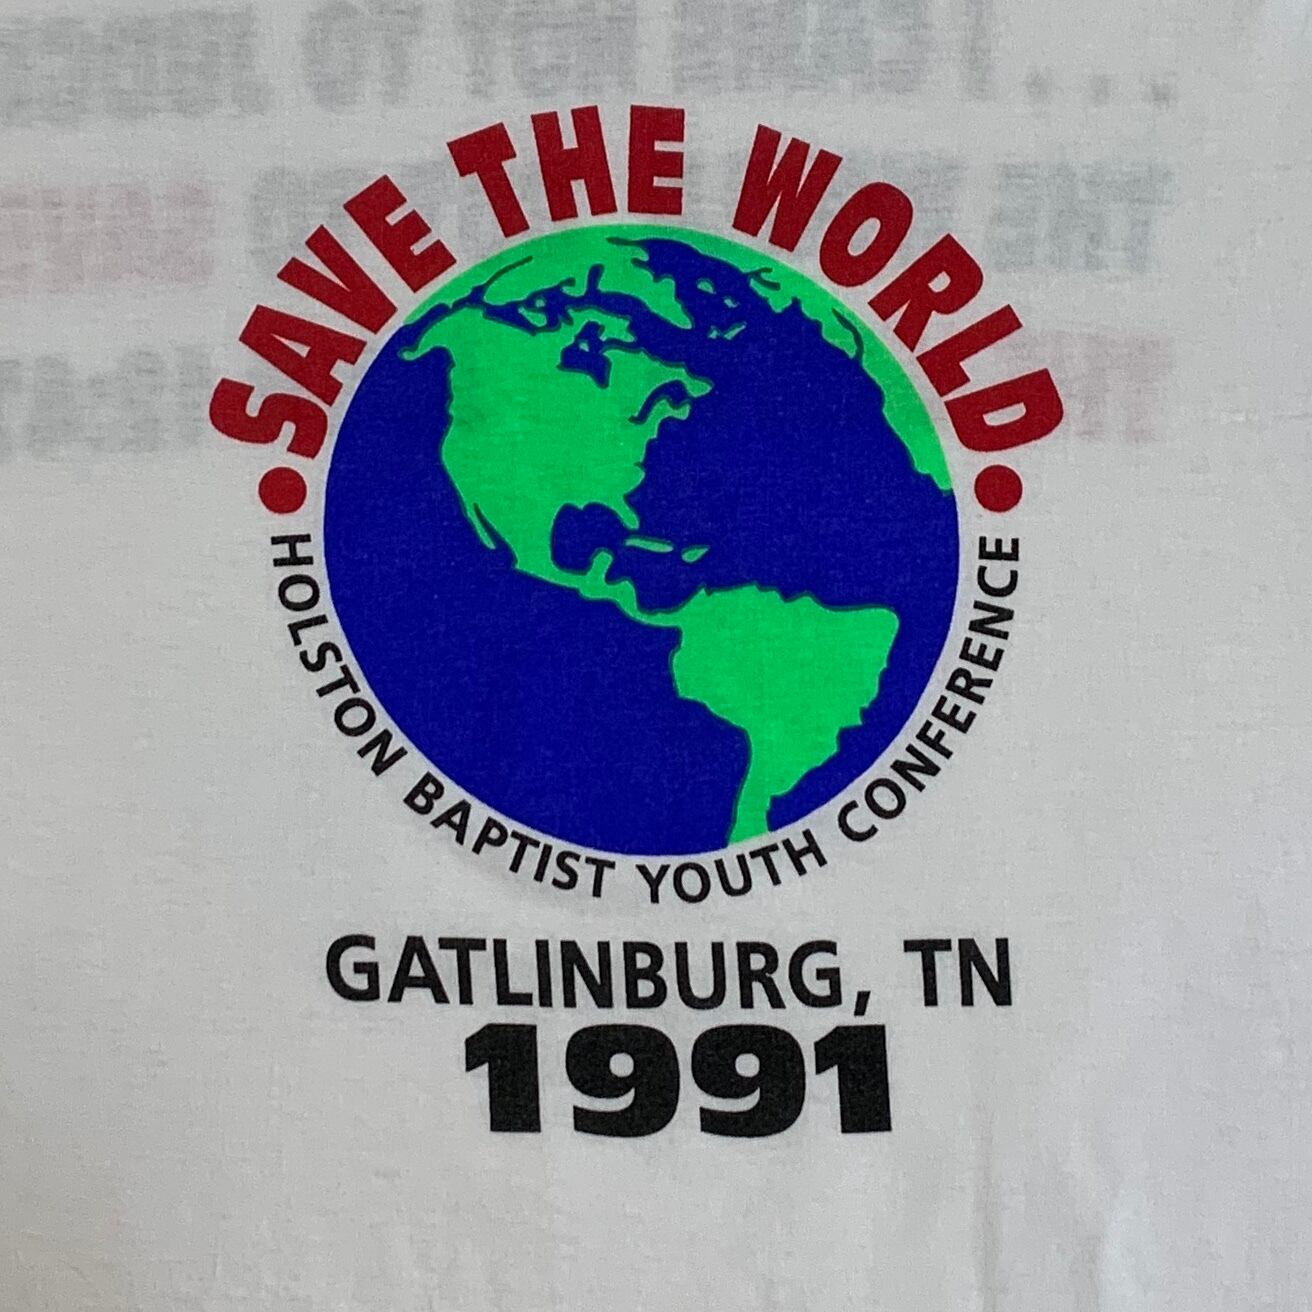 SAVE THE WORLD
HOLSTON BAPTIST YOUTH CONFERENCE
GATLINBURG, TN
1991